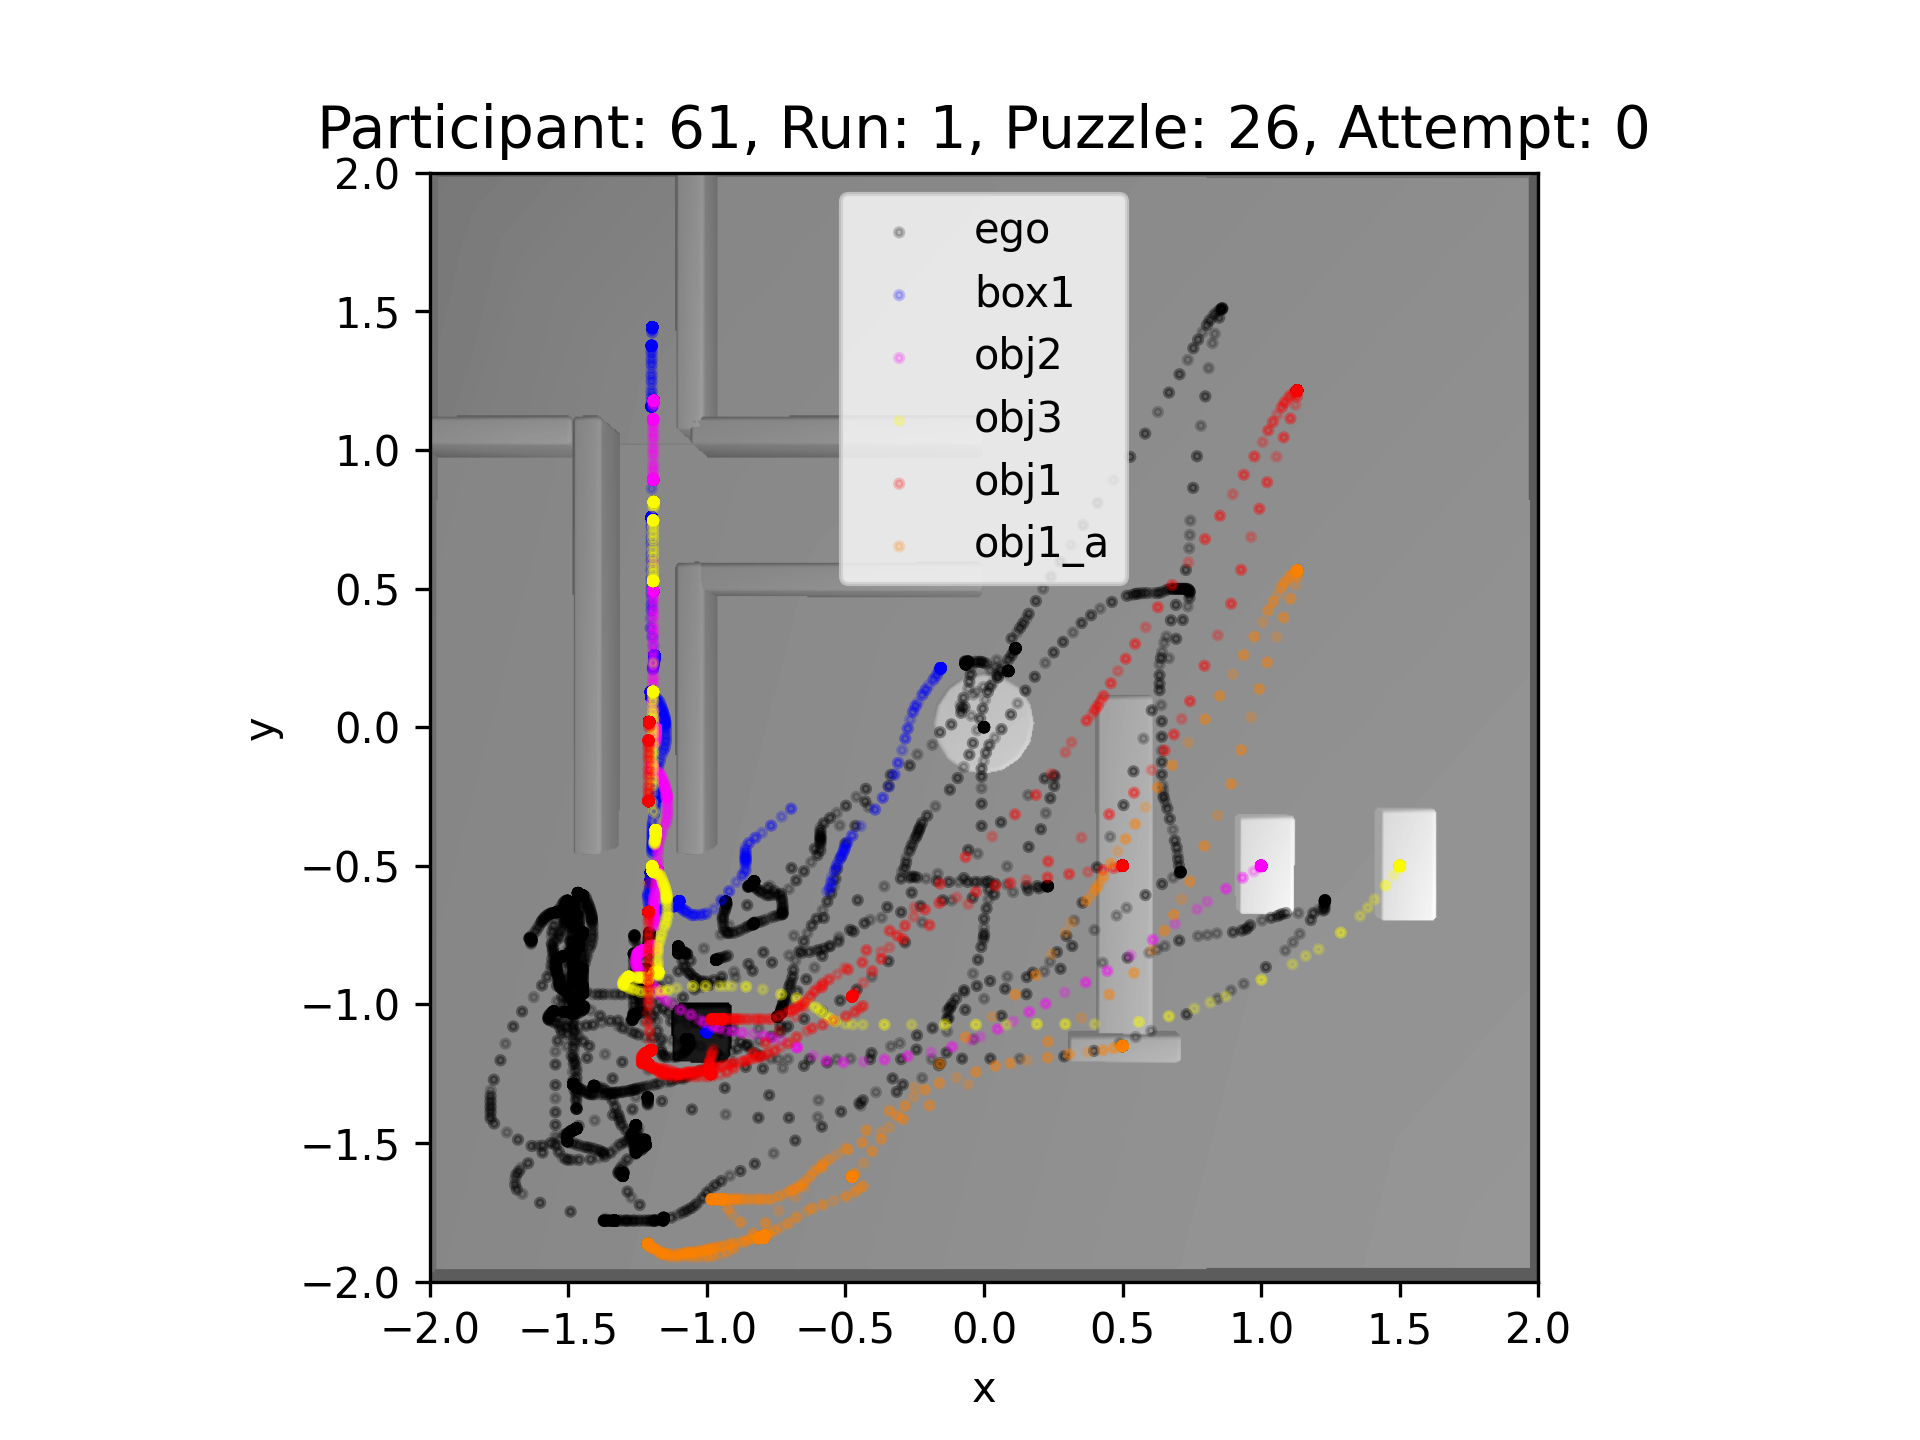 Participant: 61, Run: 1, Puzzle: 26, Attempt: 0
2.0
1.5
1.0
0.5
0.0
−0.5
−1.0
−1.5
−2.0
y
ego
box1
obj2
obj3
obj1
obj1_a
−2.0 −1.5 −1.0 −0.5 0.0 0.5 1.0 1.5 2.0
x